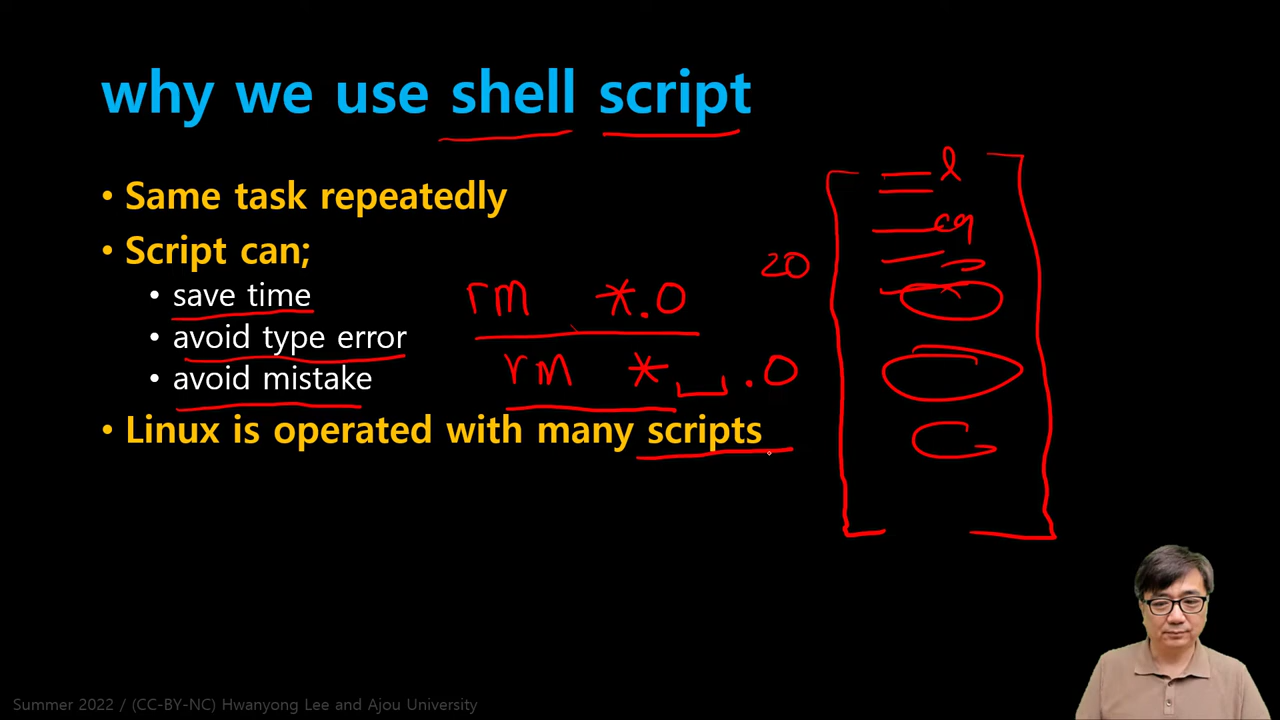 why we use shell script
• Same task repeatedly
• Script can;
• save time
• avoid type error
• avoid mistake
• Linux is operated with many scripts
rm *.o
rm *⎵.o
20
Summer 2022 / (CC-BY-NC) Hwanyong Lee and Ajou University